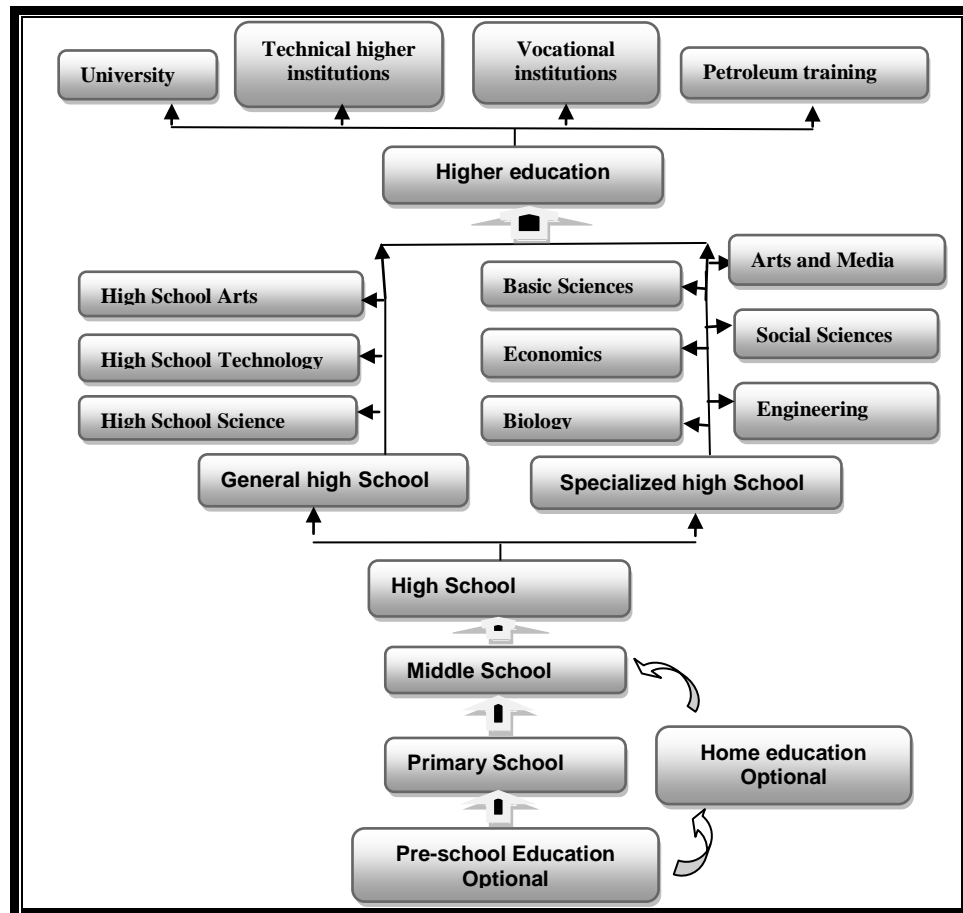 University
Technical higher
institutions
Vocational
institutions
Petroleum training
Higher education
High School Arts
High School Technology
High School Science
Basic Sciences
Economics
Biology
Arts and Media
Social Sciences
Engineering
General high School
Specialized high School
High School
Middle School
Primary School
Home education
Optional
Pre-school Education
Optional